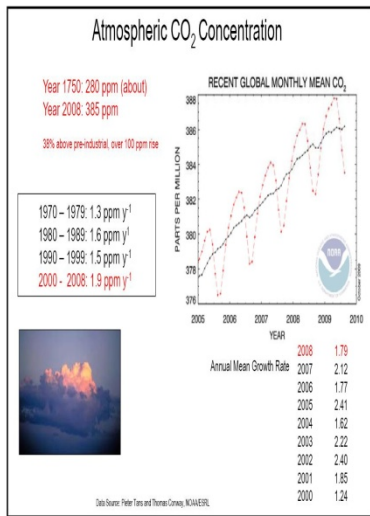 Atmospheric CO₂ Concentration
Year 1750: 280 ppm (about)
Year 2008: 385 ppm
38% above pre-industrial, over 100 ppm rise
1970 – 1979: 1.3 ppm y⁻¹
1980 – 1989: 1.6 ppm y¹
1990 – 1999: 1.5 ppm y⁻¹
2000 - 2008: 1.9 ppm y⁻¹
RECENT GLOBAL MONTHLY MEAN CO₂
PARTS PER MILLION
388
386
384
382
380
378
376
2005 2006 2007 2008 2009 2010
YEAR
NOAA
October 2009
Annual Mean Growth Rate
2008 1.79
2007 2.12
2006 1.77
2005 2.41
2004 1.62
2003 2.22
2002 2.40
2001 1.85
2000 1.24
Data Source: Pieter Tans and Thomas Conway, NOAA/ESRL